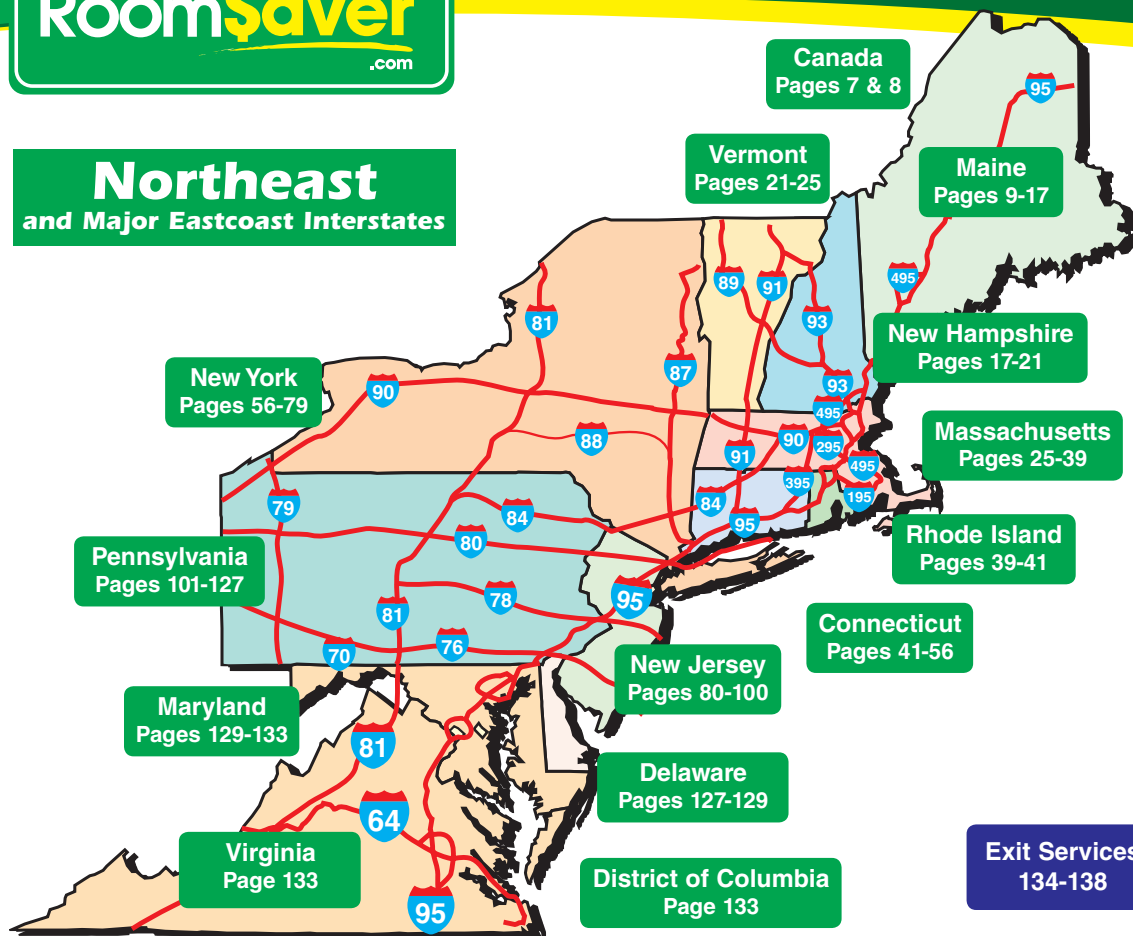 RoomSaver
.com
Northeast
and Major Eastcoast Interstates
Canada
Pages 7 & 8
Vermont
Pages 21-25
Maine
Pages 9-17
New Hampshire
Pages 17-21
New York
Pages 56-79
Massachusetts
Pages 25-39
Rhode Island
Pages 39-41
Pennsylvania
Pages 101-127
Connecticut
Pages 41-56
New Jersey
Pages 80-100
Maryland
Pages 129-133
Delaware
Pages 127-129
Virginia
Page 133
District of Columbia
Page 133
Exit Services
134-138
95
495
89
91
93
81
87
93
90
495
88
90
295
91
495
395
195
84
95
79
84
80
95
78
81
76
70
81
64
95